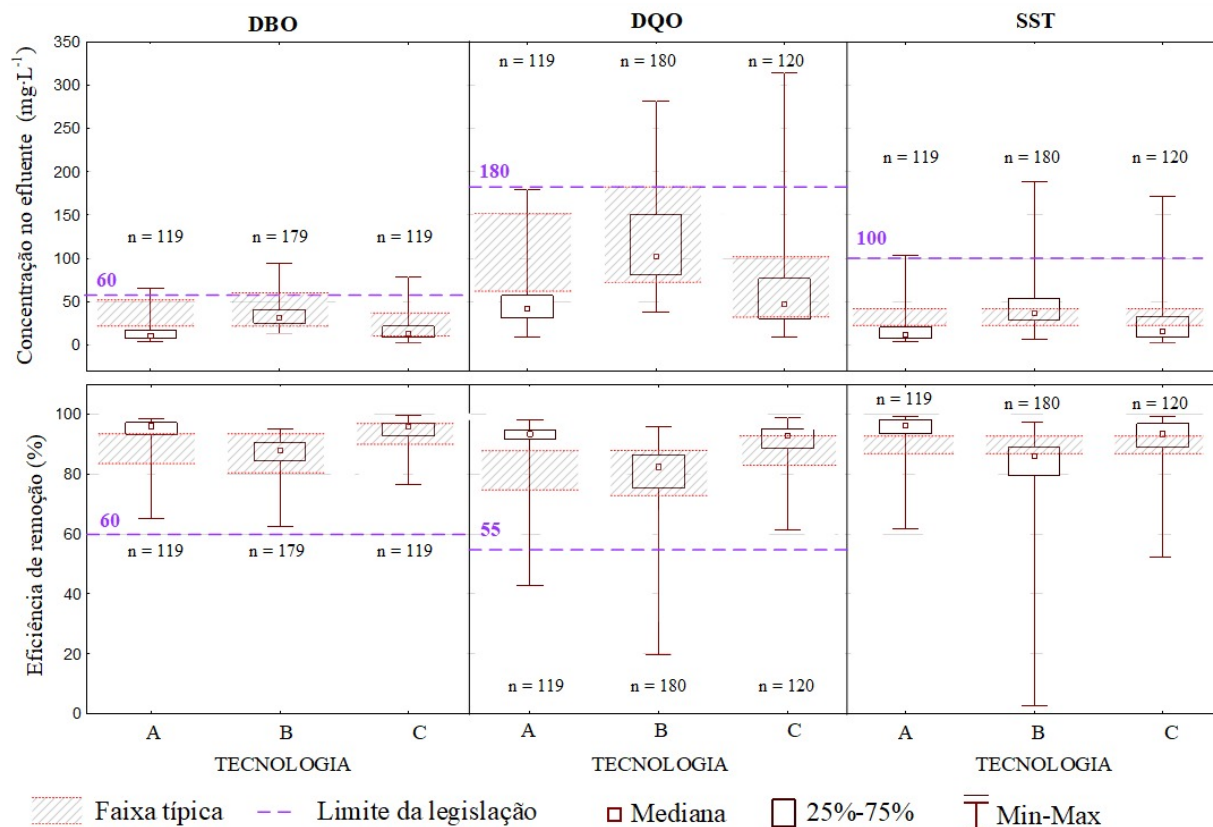 DBO DQO SST
Concentração no efluente (mg·L⁻¹)
350
300
250
200
150
100
50
0
n = 119 n = 179 n = 119
60
n = 119 n = 180 n = 120
180
n = 119 n = 180 n = 120
100
Eficiência de remoção (%)
100
80
60
40
20
0
60
n = 119 n = 179 n = 119
55
n = 119 n = 180 n = 120
n = 119 n = 180 n = 120
A B C A B C A B C
TECNOLOGIA TECNOLOGIA TECNOLOGIA
Faixa típica Limite da legislação Mediana 25%-75% Min-Max